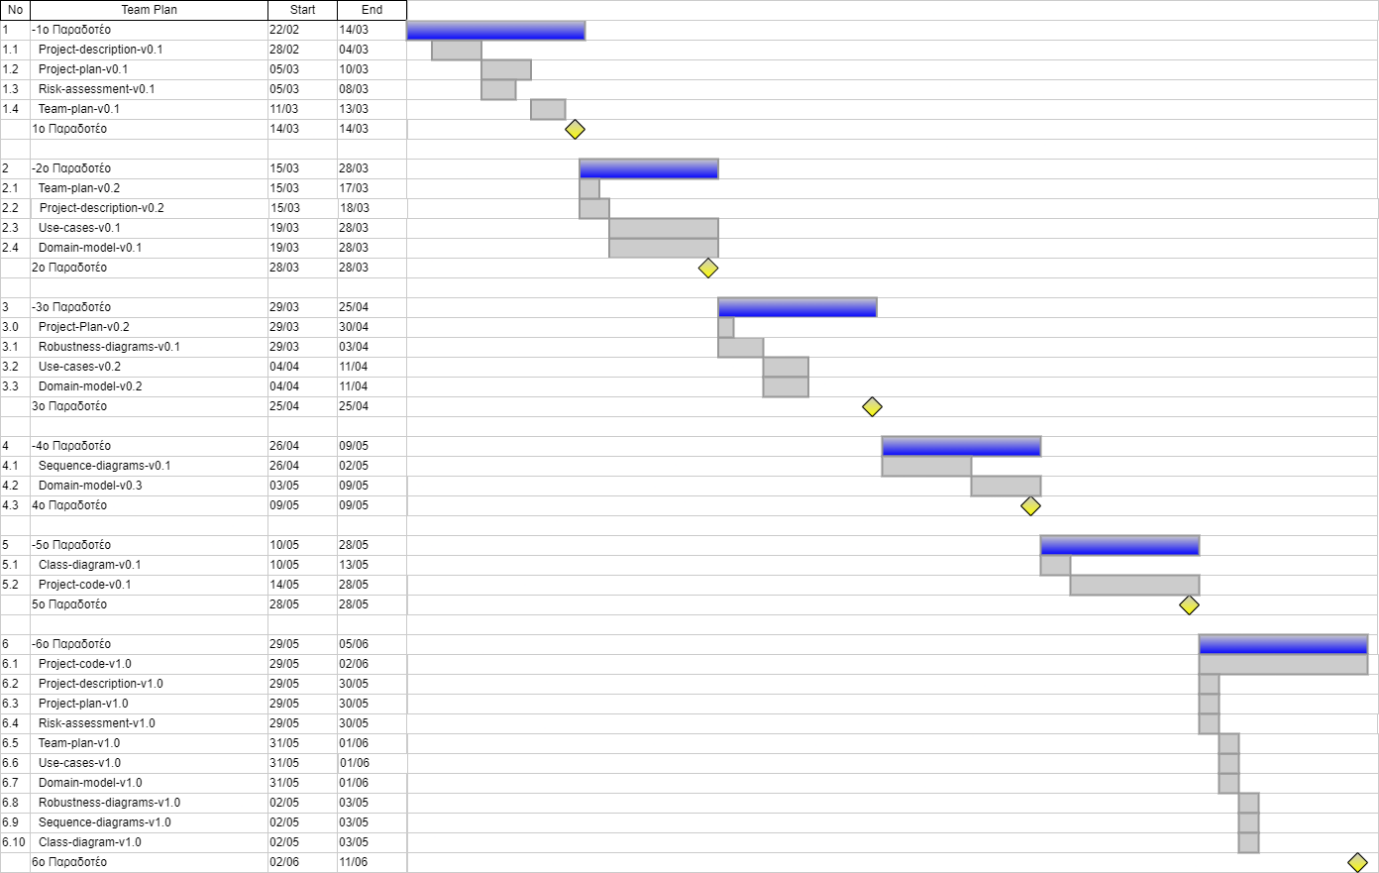 No Team Plan Start End
1 -1ο Παραδοτέο 22/02 14/03
1.1 Project-description-v0.1 28/02 04/03
1.2 Project-plan-v0.1 05/03 10/03
1.3 Risk-assessment-v0.1 05/03 08/03
1.4 Team-plan-v0.1 11/03 13/03
1ο Παραδοτέο 14/03 14/03
2 -2ο Παραδοτέο 15/03 28/03
2.1 Team-plan-v0.2 15/03 17/03
2.2 Project-description-v0.2 15/03 18/03
2.3 Use-cases-v0.1 19/03 28/03
2.4 Domain-model-v0.1 19/03 28/03
2ο Παραδοτέο 28/03 28/03
3 -3ο Παραδοτέο 29/03 25/04
3.0 Project-Plan-v0.2 29/03 30/04
3.1 Robustness-diagrams-v0.1 29/03 03/04
3.2 Use-cases-v0.2 04/04 11/04
3.3 Domain-model-v0.2 04/04 11/04
3ο Παραδοτέο 25/04 25/04
4 -4ο Παραδοτέο 26/04 09/05
4.1 Sequence-diagrams-v0.1 26/04 02/05
4.2 Domain-model-v0.3 03/05 09/05
4.3 4ο Παραδοτέο 09/05 09/05
5 -5ο Παραδοτέο 10/05 28/05
5.1 Class-diagram-v0.1 10/05 13/05
5.2 Project-code-v0.1 14/05 28/05
5ο Παραδοτέο 28/05 28/05
6 -6ο Παραδοτέο 29/05 05/06
6.1 Project-code-v1.0 29/05 02/06
6.2 Project-description-v1.0 29/05 30/05
6.3 Project-plan-v1.0 29/05 30/05
6.4 Risk-assessment-v1.0 29/05 30/05
6.5 Team-plan-v1.0 31/05 01/06
6.6 Use-cases-v1.0 31/05 01/06
6.7 Domain-model-v1.0 31/05 01/06
6.8 Robustness-diagrams-v1.0 02/05 03/05
6.9 Sequence-diagrams-v1.0 02/05 03/05
6.10 Class-diagram-v1.0 02/05 03/05
6ο Παραδοτέο 02/06 11/06